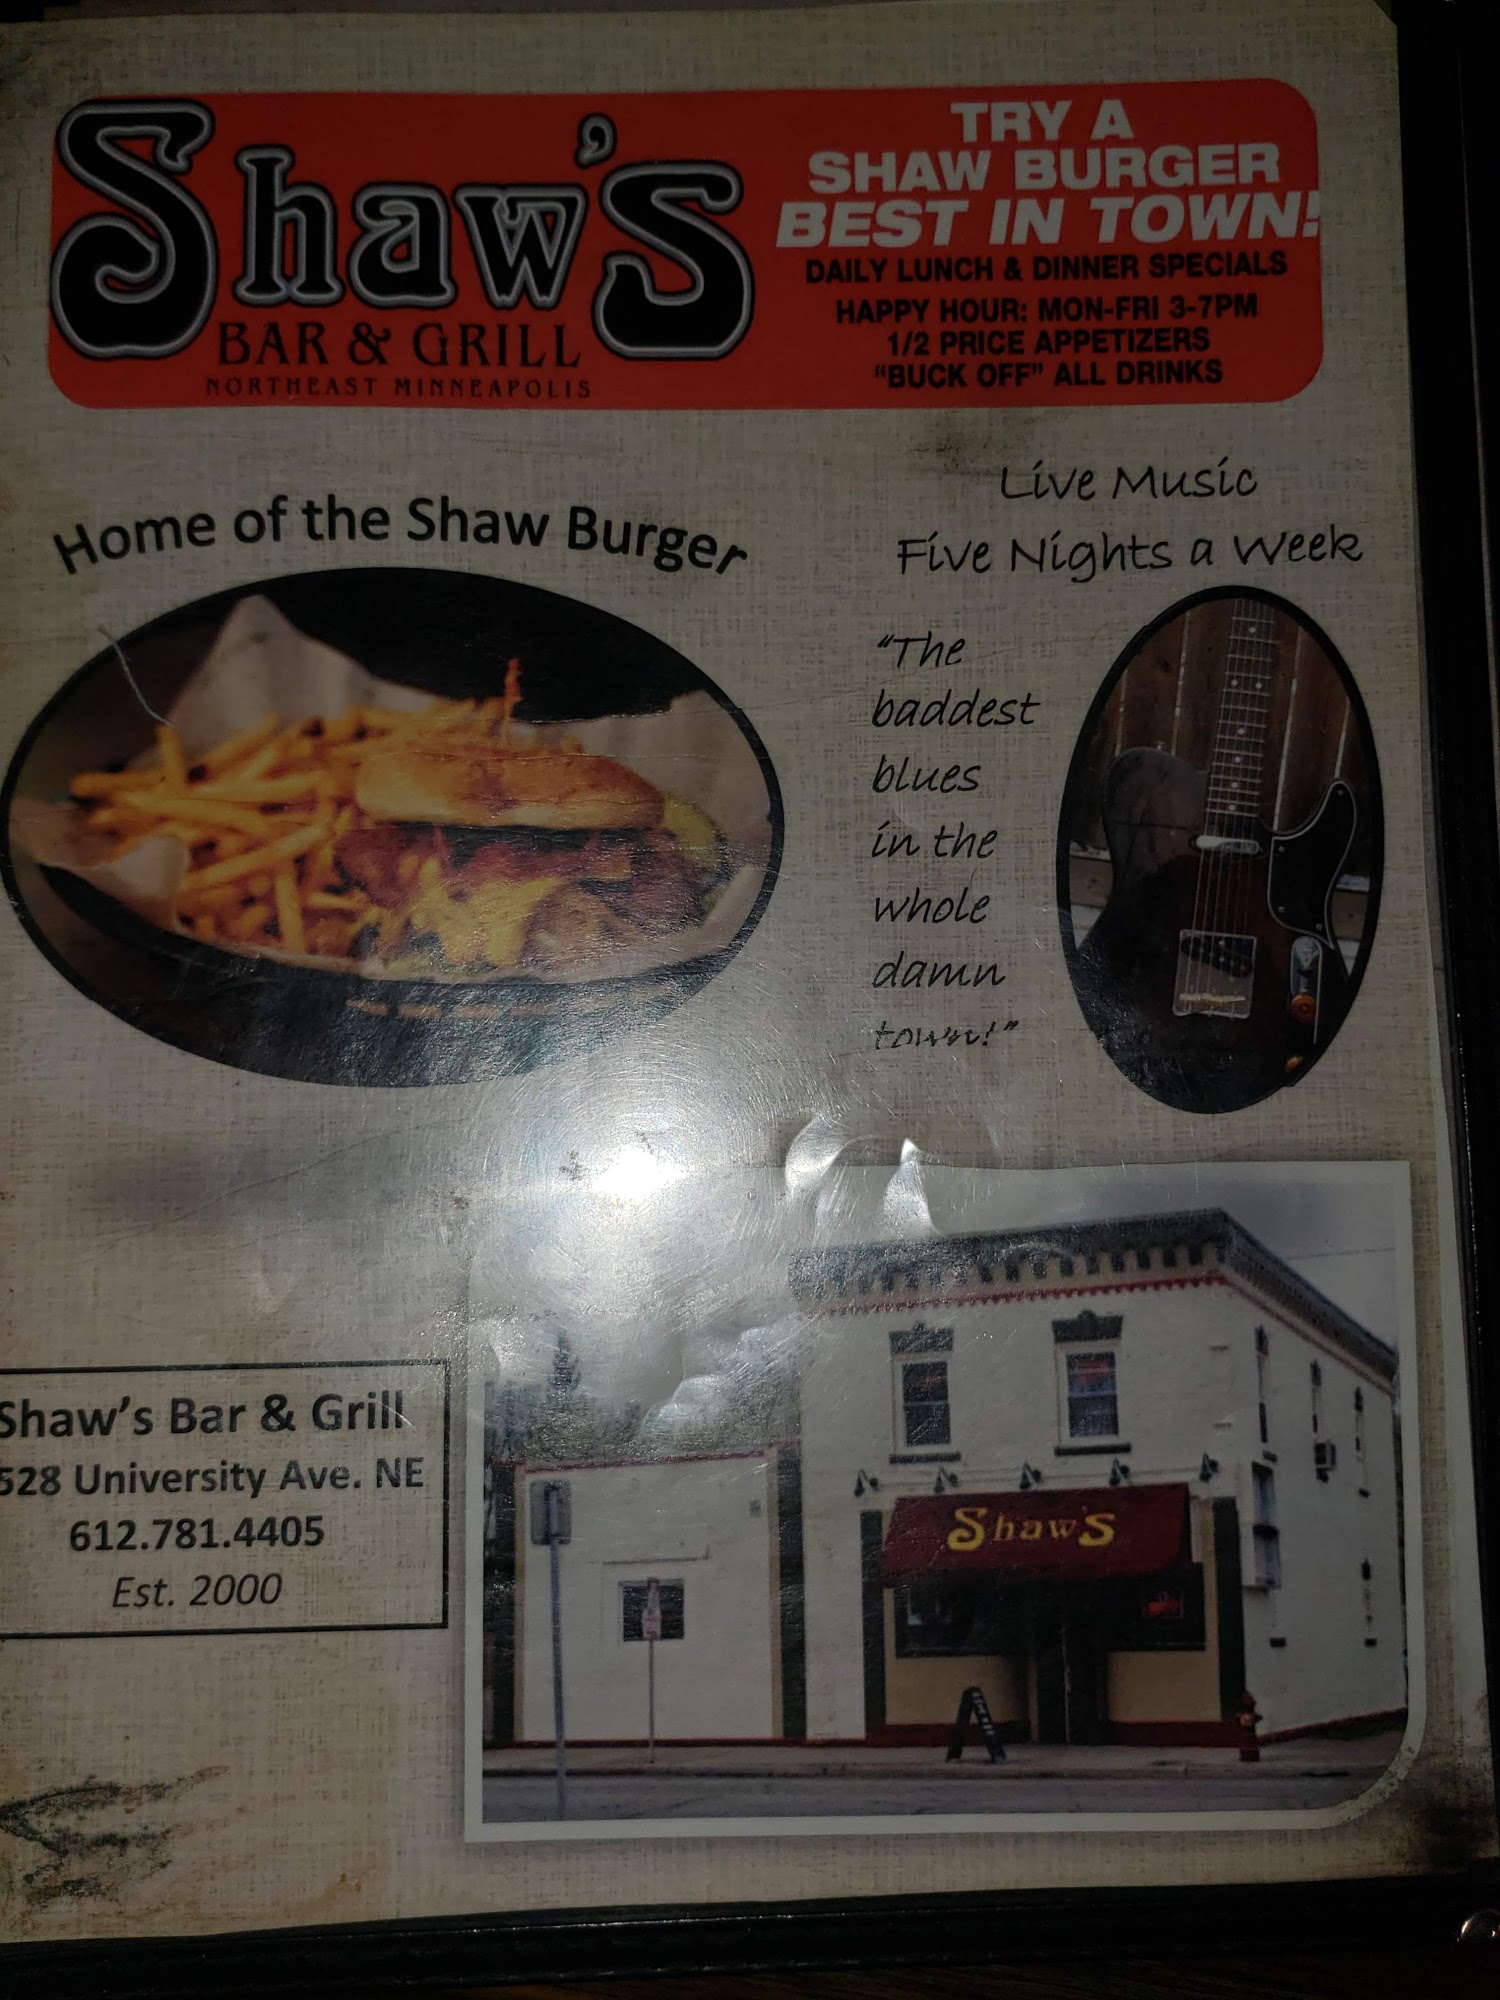 Shaw's
BAR & GRILL
NORTHEAST MINNEAPOLIS
TRY A
SHAW BURGER
BEST IN TOWN!
DAILY LUNCH & DINNER SPECIALS
HAPPY HOUR: MON-FRI 3-7PM
1/2 PRICE APPETIZERS
"BUCK OFF" ALL DRINKS
Home of the Shaw Burger
Live Music
Five Nights a Week
"The
baddest
blues
in the
whole
damn
town!"
Shaw's Bar & Grill
528 University Ave. NE
612.781.4405
Est. 2000
Shaw'S